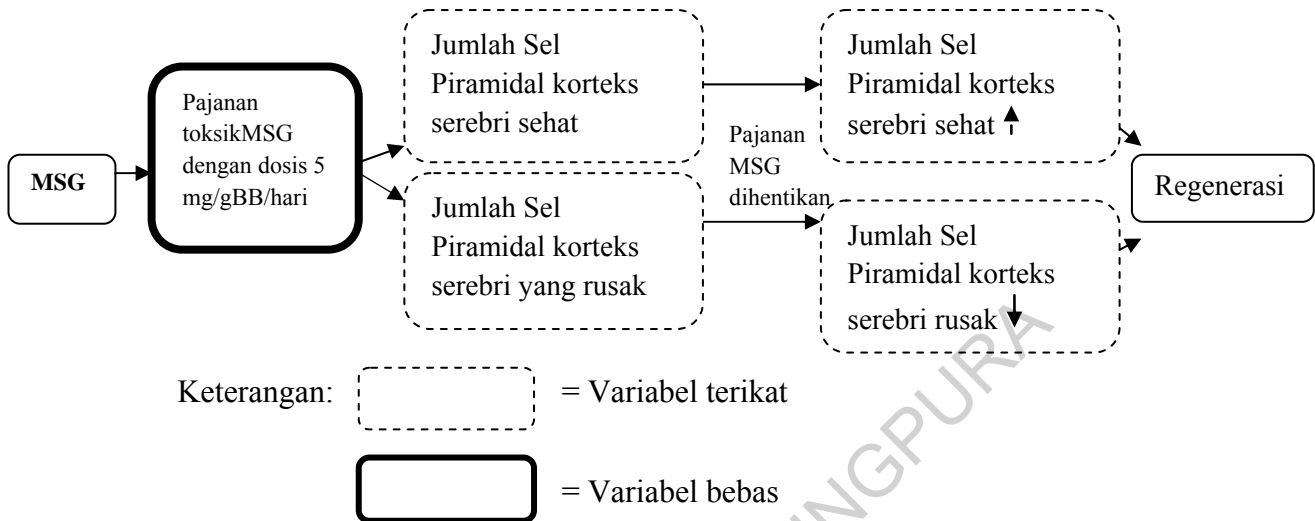 MSG
Pajanan
toksikMSG
dengan dosis 5
mg/gBB/hari
Jumlah Sel
Piramidal korteks
serebri sehat
Jumlah Sel
Piramidal korteks
serebri yang rusak
Pajanan
MSG
dihentikan
Jumlah Sel
Piramidal korteks
serebri sehat
Jumlah Sel
Piramidal korteks
serebri rusak
Regenerasi
Keterangan:
= Variabel terikat
= Variabel bebas
NGPURA